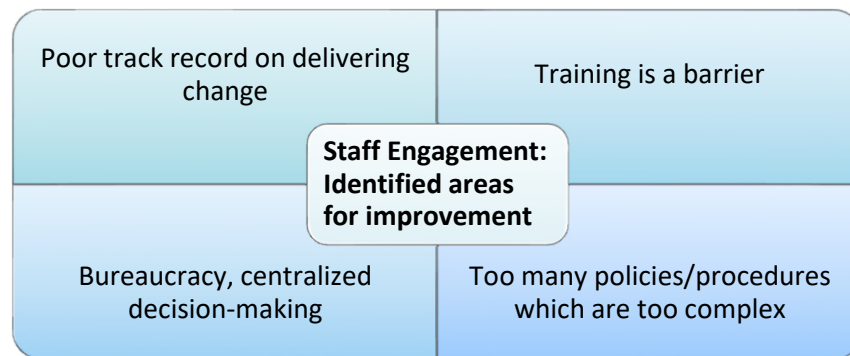 Poor track record on delivering
change
Training is a barrier
Staff Engagement:
Identified areas
for improvement
Bureaucracy, centralized
decision-making
Too many policies/procedures
which are too complex